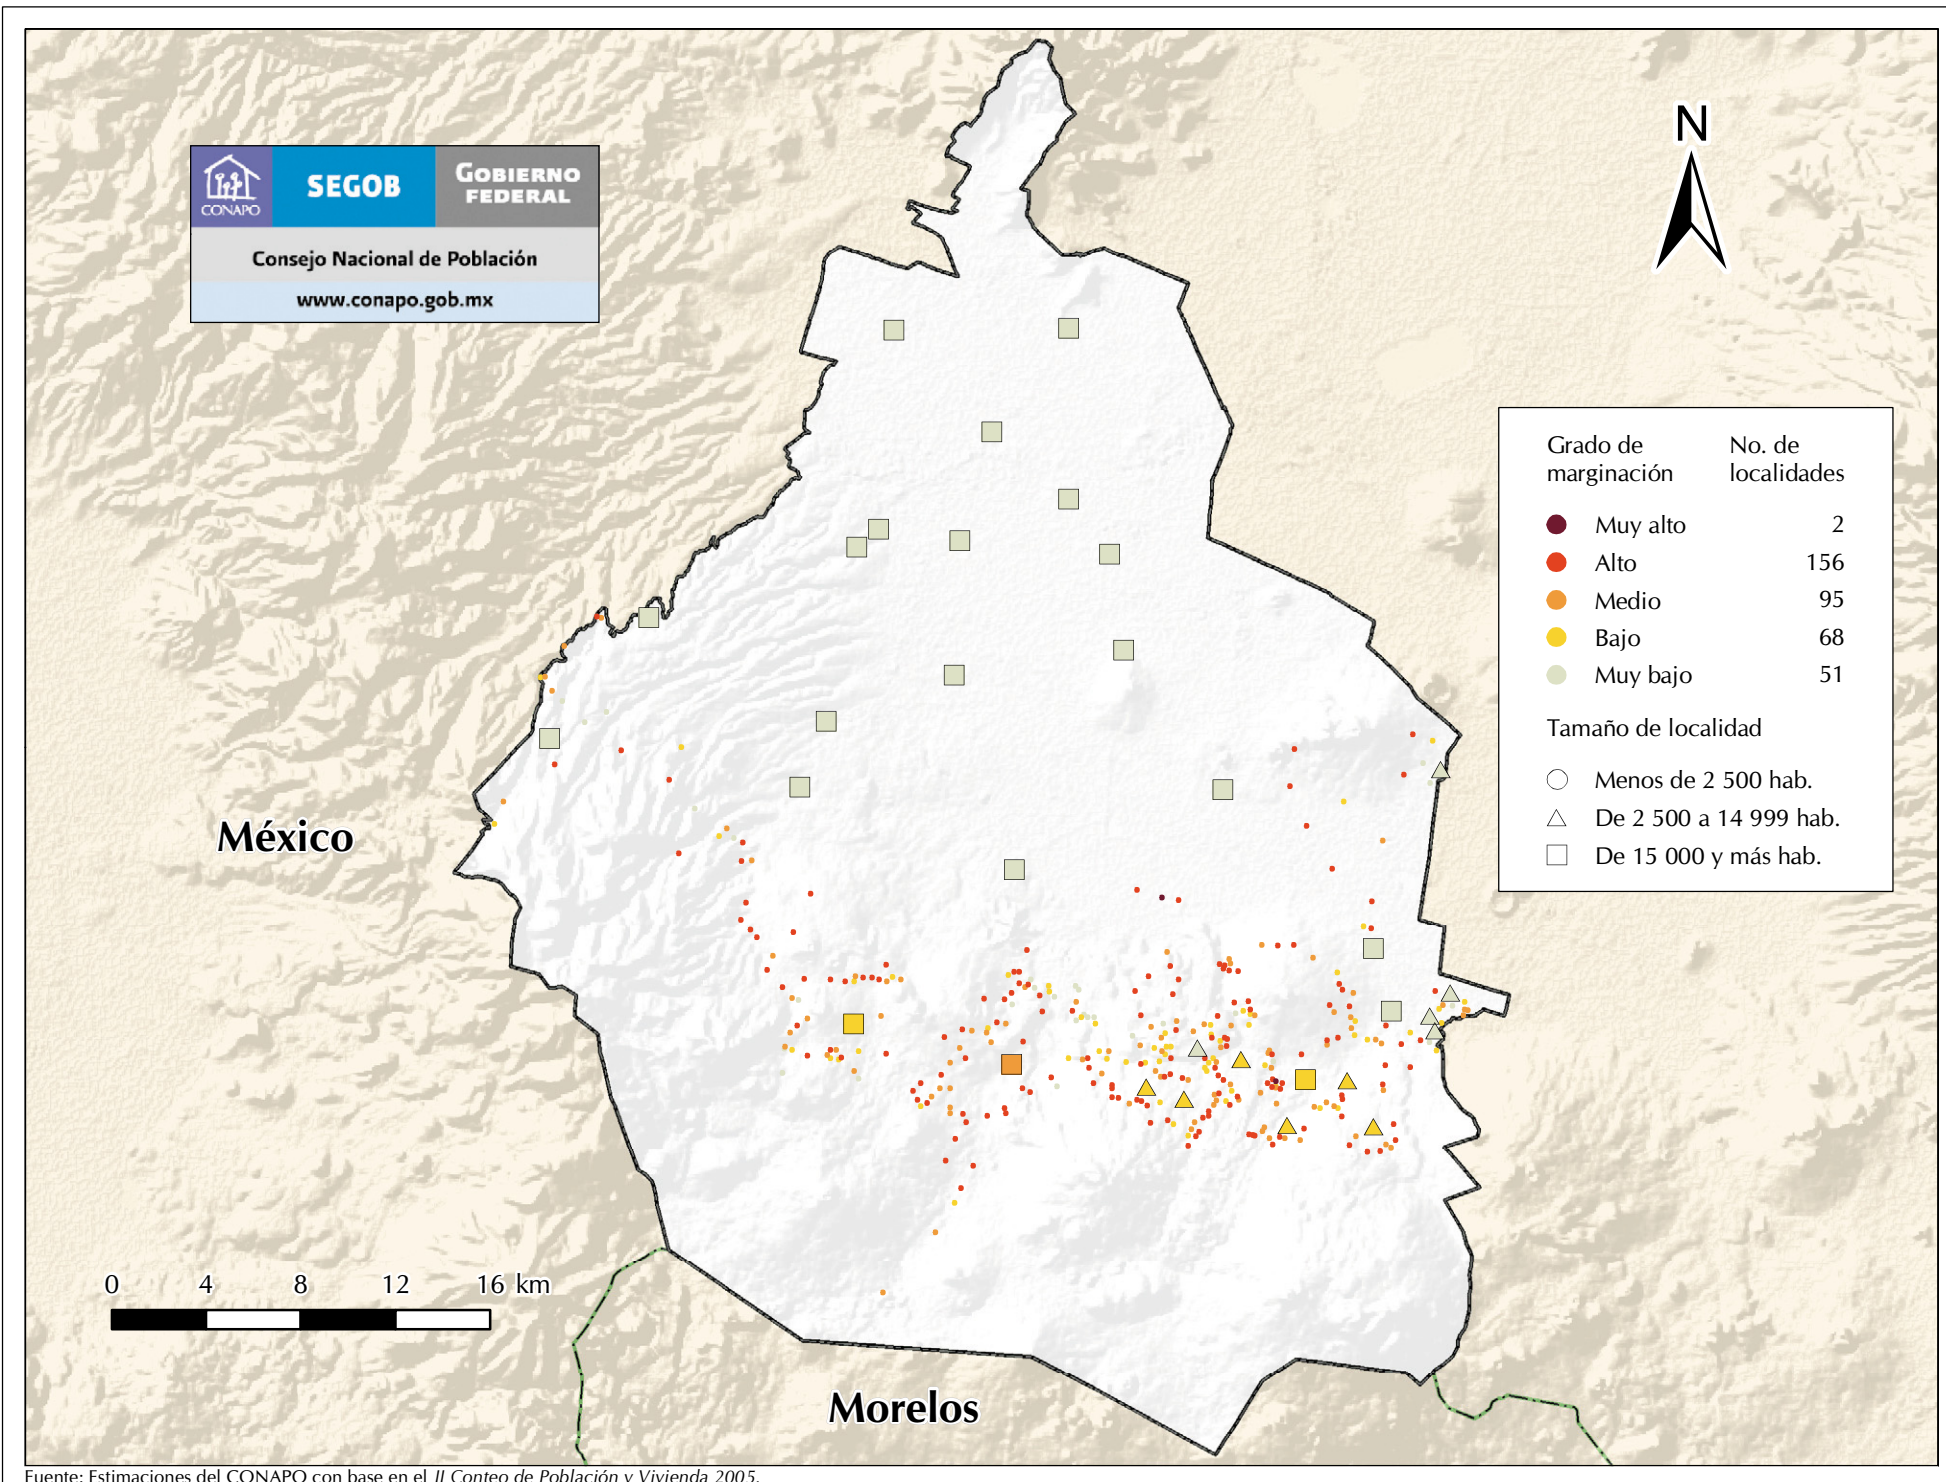 N
CONAPO
SEGOB
GOBIERNO
FEDERAL
Consejo Nacional de Población
www.conapo.gob.mx
Grado de marginación
No. de localidades
Muy alto 2
Alto 156
Medio 95
Bajo 68
Muy bajo 51
Tamaño de localidad
Menos de 2 500 hab.
De 2 500 a 14 999 hab.
De 15 000 y más hab.
México
0 4 8 12 16 km
Morelos
Fuente: Estimaciones del CONAPO con base en el II Conteo de Población y Vivienda 2005.